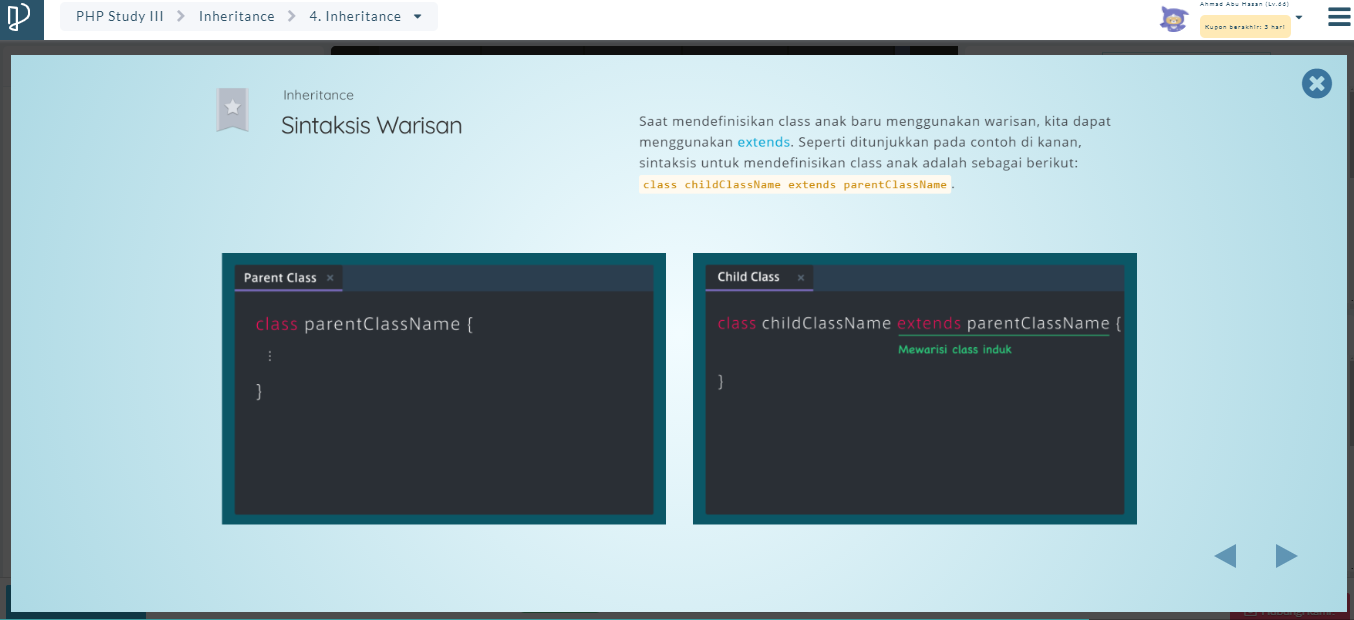 PHP Study III
Inheritance
4. Inheritance
Ahmad Abu Hasan (Lv.66)
Kupon berakhir: 3 hari
Inheritance
Sintaksis Warisan
Saat mendefinisikan class anak baru menggunakan warisan, kita dapat
menggunakan extends. Seperti ditunjukkan pada contoh di kanan,
sintaksis untuk mendefinisikan class anak adalah sebagai berikut:
class childClassName extends parentClassName.
Parent Class ×
class parentClassName {
⋮
}
Child Class ×
class childClassName extends parentClassName {
Mewarisi class induk
}